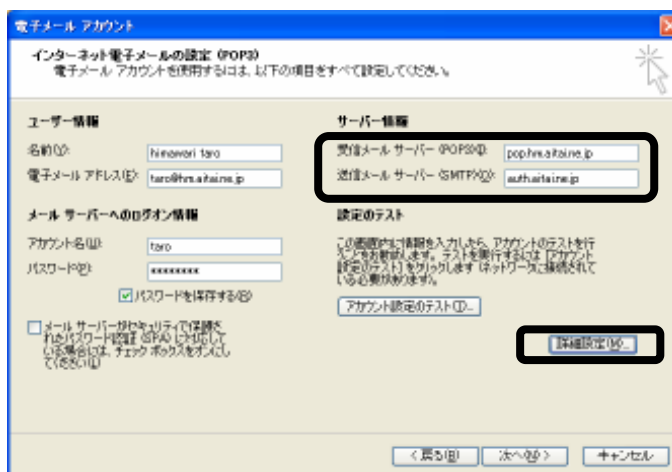 電子メール アカウント
インターネット電子メールの設定 (POP3)
電子メール アカウントを使用するには、以下の項目をすべて設定してください。
ユーザー情報
名前(Y):
himawari taro
電子メール アドレス(E):
taro@hm.aitai.ne.jp
メール サーバーへのログオン情報
アカウント名(U):
taro
パスワード(P):
********
パスワードを保存する(R)
メール サーバーがセキュリティで保護さ
れたパスワード認証 (SPA) に対応して
いる場合には、チェック ボックスをオンにし
てください(L)
サーバー情報
受信メール サーバー (POP3)(I):
pop.hm.aitai.ne.jp
送信メール サーバー (SMTP)(O):
auth.aitai.ne.jp
設定のテスト
この画面内に情報を入力したら、アカウントのテストを行
うことをお勧めします。テストを実行するには [アカウント
設定のテスト] をクリックします (ネットワークに接続されて
いる必要があります)。
アカウント設定のテスト(T)...
詳細設定(M)...
< 戻る(B)
次へ(N) >
キャンセル